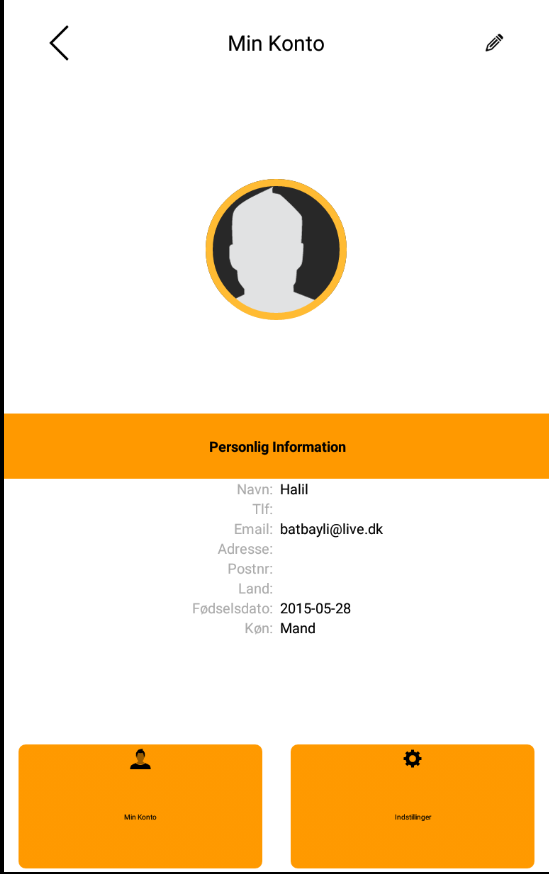 Min Konto
Personlig Information
Navn: Halil
Tlf:
Email: batbayli@live.dk
Adresse:
Postnr:
Land:
Fødselsdato: 2015-05-28
Køn: Mand
Min Konto
Indstillinger